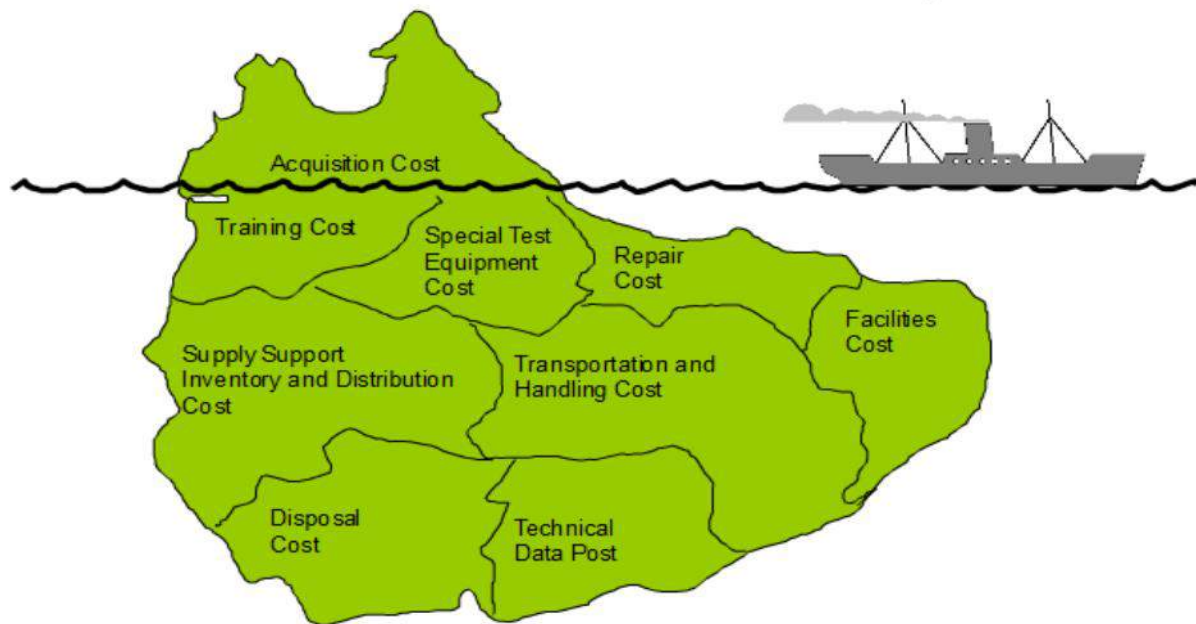 Acquisition Cost
Training Cost
Special Test
Equipment
Cost
Repair
Cost
Facilities
Cost
Supply Support
Inventory and Distribution
Cost
Transportation and
Handling Cost
Disposal
Cost
Technical
Data Post